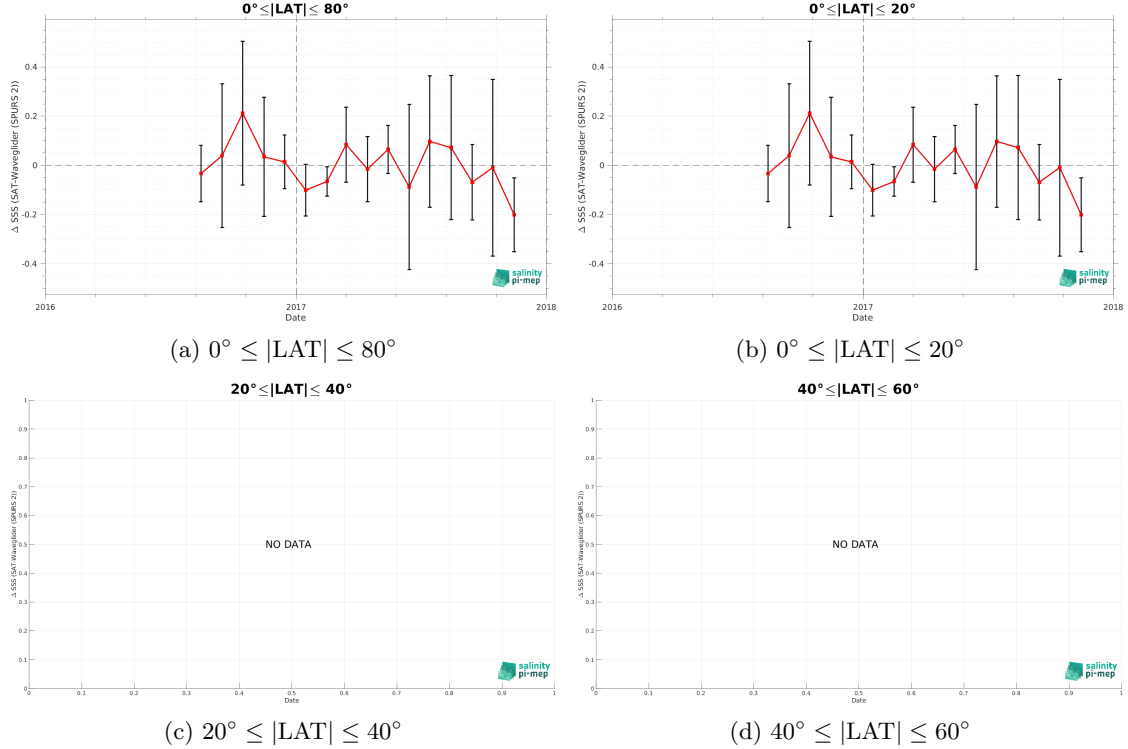 0°≤|LAT|≤ 80°
Δ SSS (SAT-Waveglider (SPURS 2))
0.4
0.2
0
-0.2
-0.4
2016
2017
2018
Date
salinity
pi-mep
(a) 0° ≤ |LAT| ≤ 80°
0°≤|LAT|≤ 20°
Δ SSS (SAT-Waveglider (SPURS 2))
0.4
0.2
0
-0.2
-0.4
2016
2017
2018
Date
salinity
pi-mep
(b) 0° ≤ |LAT| ≤ 20°
20°≤|LAT|≤ 40°
Δ SSS (SAT-Waveglider (SPURS 2))
1
0.9
0.8
0.7
0.6
0.5
0.4
0.3
0.2
0.1
0
NO DATA
0 0.1 0.2 0.3 0.4 0.5 0.6 0.7 0.8 0.9 1
Date
salinity
pi-mep
(c) 20° ≤ |LAT| ≤ 40°
40°≤|LAT|≤ 60°
Δ SSS (SAT-Waveglider (SPURS 2))
1
0.9
0.8
0.7
0.6
0.5
0.4
0.3
0.2
0.1
0
NO DATA
0 0.1 0.2 0.3 0.4 0.5 0.6 0.7 0.8 0.9 1
Date
salinity
pi-mep
(d) 40° ≤ |LAT| ≤ 60°